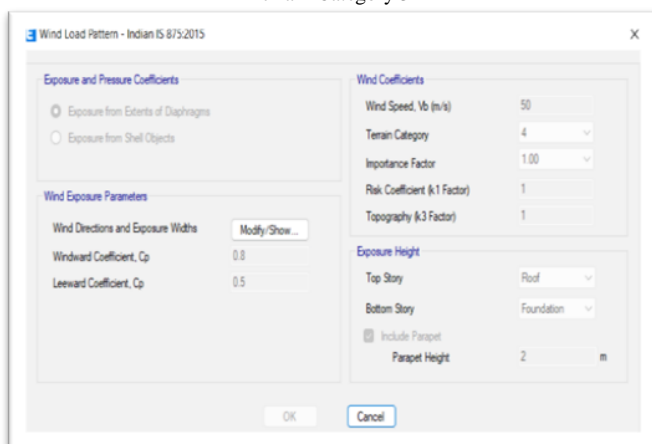 Wind Load Pattern - Indian IS 875:2015
X
Exposure and Pressure Coefficients
Exposure from Extents of Diaphragms
Exposure from Shell Objects
Wind Exposure Parameters
Wind Directions and Exposure Widths Modify/Show...
Windward Coefficient, Cp 0.8
Leeward Coefficient, Cp 0.5
Wind Coefficients
Wind Speed, Vb (m/s) 50
Terrain Category 4
Importance Factor 1.00
Risk Coefficient (k1 Factor) 1
Topography (k3 Factor) 1
Exposure Height
Top Story Roof
Bottom Story Foundation
Include Parapet
Parapet Height 2 m
OK Cancel